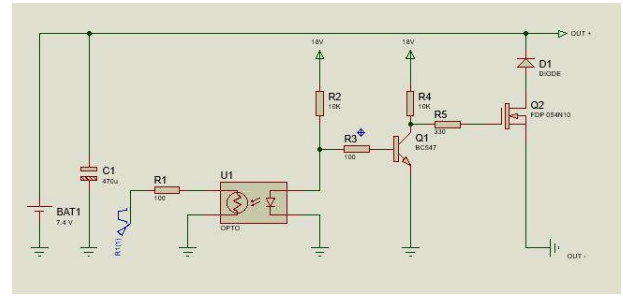 OUT +
18V
18V
D1
DIODE
R2
10K
R4
10K
Q2
FDP 054N10
R5
330
R3
100
Q1
BC547
C1
470u
R1
100
U1
BAT1
7.4 V
R1(1)
OPTO
OUT -